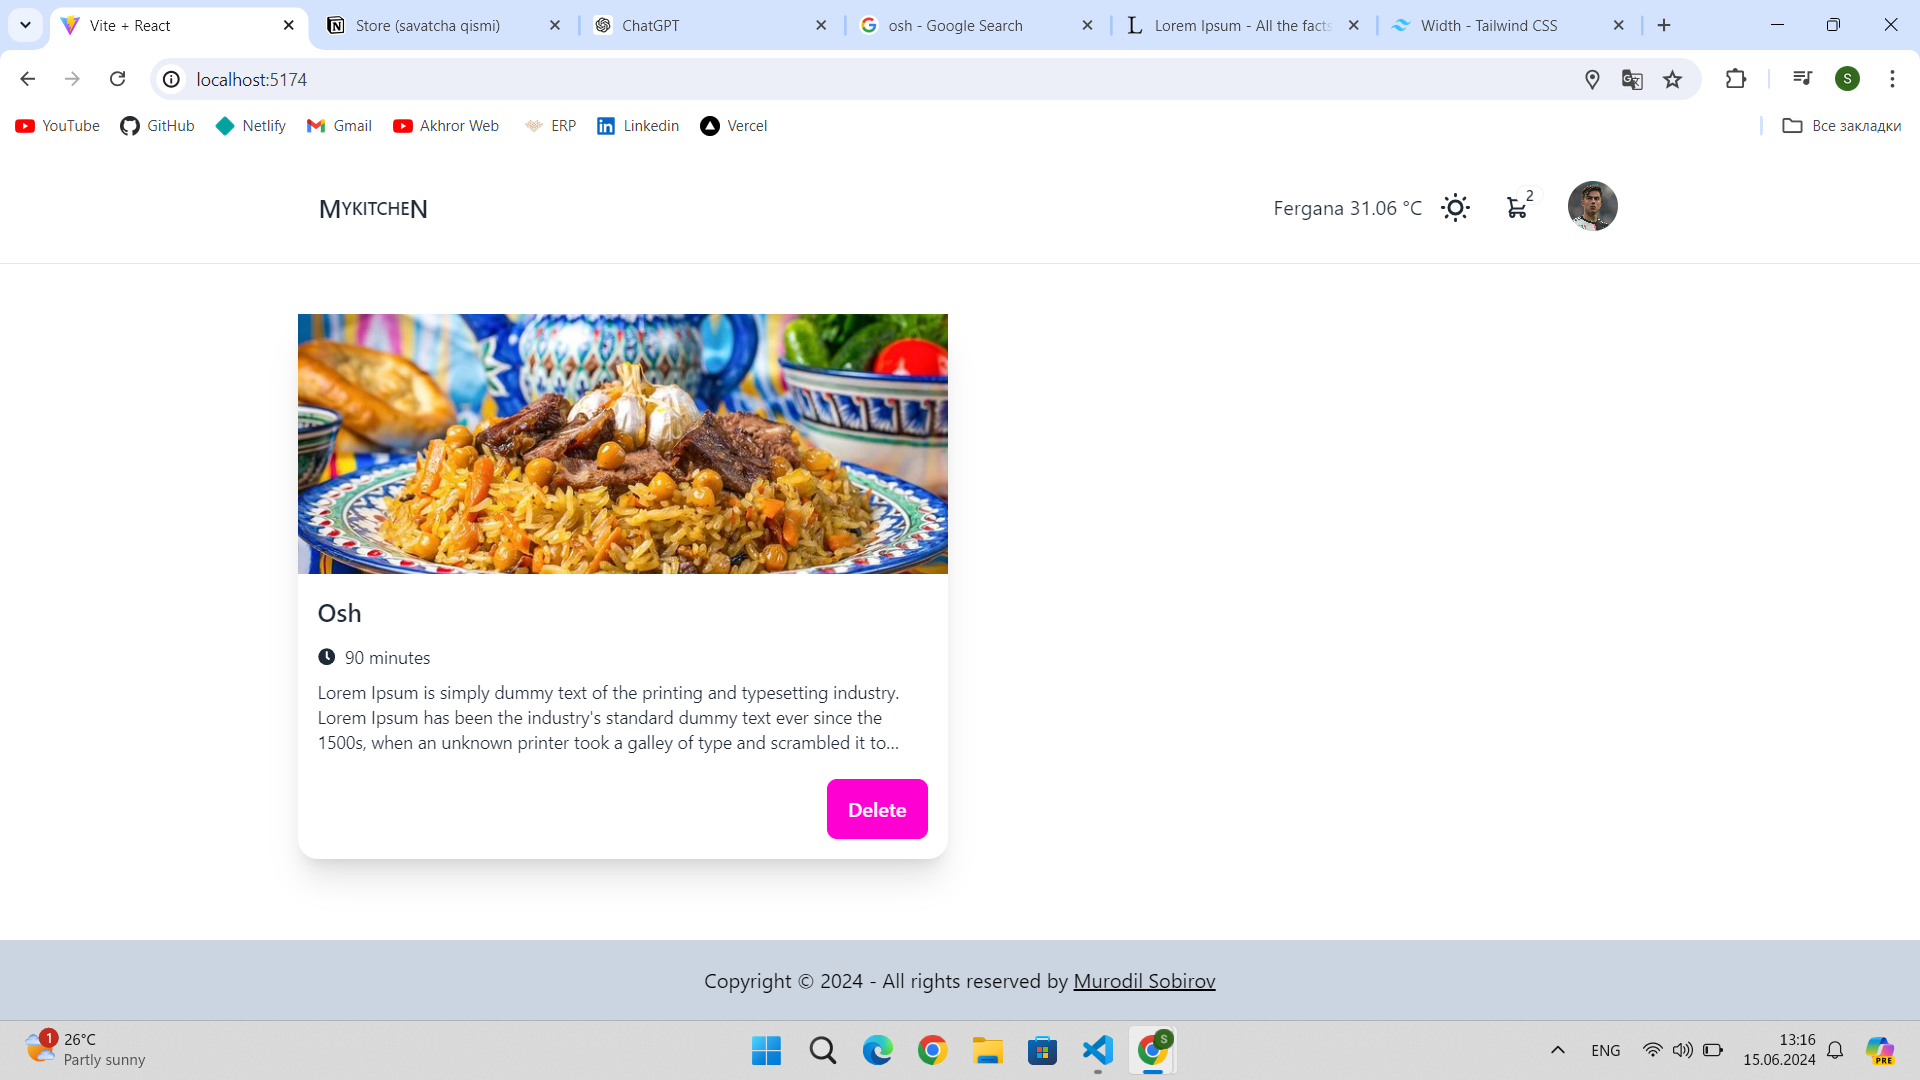 Vite + React
Store (savatcha qismi)
ChatGPT
osh - Google Search
Lorem Ipsum - All the facts
Width - Tailwind CSS
localhost:5174
S
YouTube
GitHub
Netlify
Gmail
Akhror Web
ERP
Linkedin
Vercel
Все закладки
MYKITCHEN
Fergana 31.06 °C
2
Osh
90 minutes
Lorem Ipsum is simply dummy text of the printing and typesetting industry.
Lorem Ipsum has been the industry's standard dummy text ever since the
1500s, when an unknown printer took a galley of type and scrambled it to...
Delete
Copyright © 2024 - All rights reserved by Murodil Sobirov
1
26°C
Partly sunny
S
ENG
13:16
15.06.2024
PRE